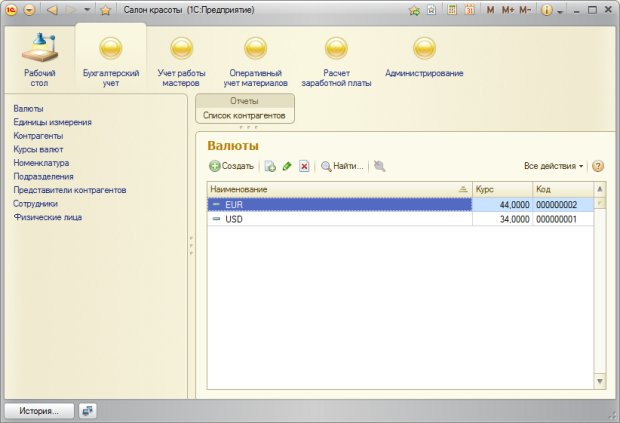 1С Салон красоты (1С:Предприятие) 31 M M+ M- i
Рабочий
стол
Бухгалтерский
учет
Учет работы
мастеров
Оперативный
учет материалов
Расчет
заработной платы
Администрирование
Валюты
Единицы измерения
Контрагенты
Курсы валют
Номенклатура
Подразделения
Представители контрагентов
Сотрудники
Физические лица
Отчеты
Список контрагентов
Валюты
Создать Найти... Все действия ?
Наименование Курс Код
EUR 44,0000 000000002
USD 34,0000 000000001
История...